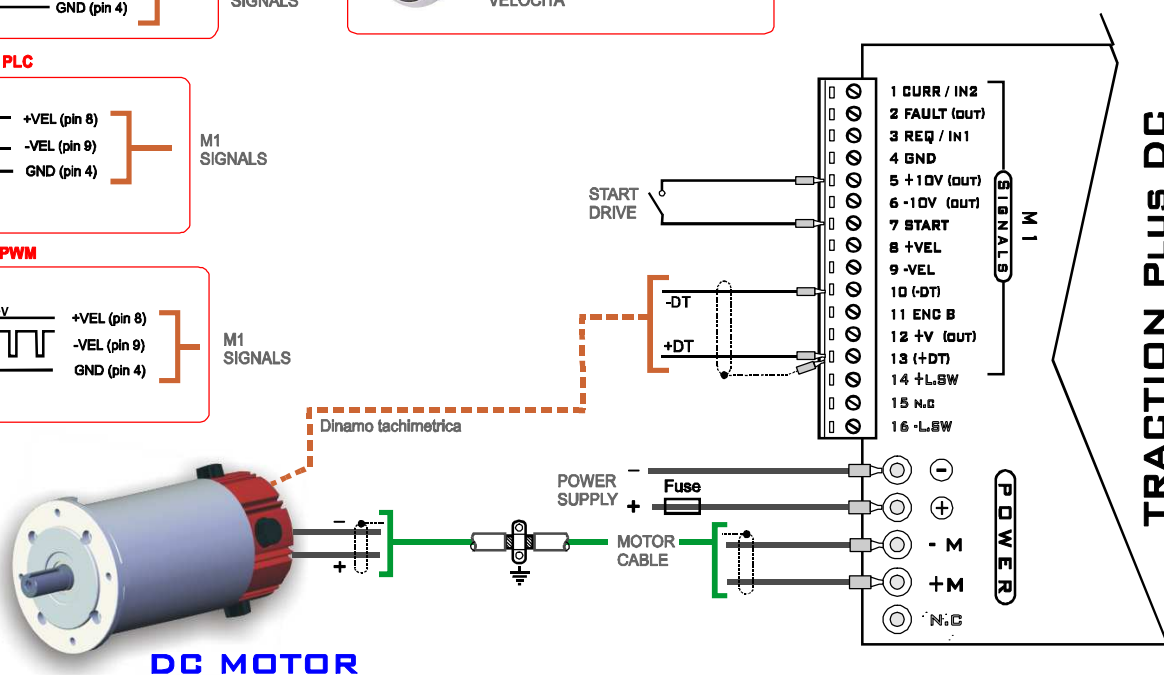 GND (pin 4)
SIGNALS
VELOCITÀ
PLC
+VEL (pin 8)
-VEL (pin 9)
GND (pin 4)
M1
SIGNALS
PWM
V
+VEL (pin 8)
-VEL (pin 9)
GND (pin 4)
M1
SIGNALS
START
DRIVE
-DT
+DT
Dinamo tachimetrica
1 CURR / IN2
2 FAULT (OUT)
3 REQ / IN1
4 GND
5 +10V (OUT)
6 -10V (OUT)
7 START
8 +VEL
9 -VEL
10 (-DT)
11 ENC B
12 +V (OUT)
13 (+DT)
14 +L.SW
15 N.C
16 -L.SW
SIGNALS
M1
TRACTION PLUS DC
POWER
SUPPLY
-
+
Fuse
-
+
MOTOR
CABLE
-
+
- M
+M
N.C
POWER
DC MOTOR